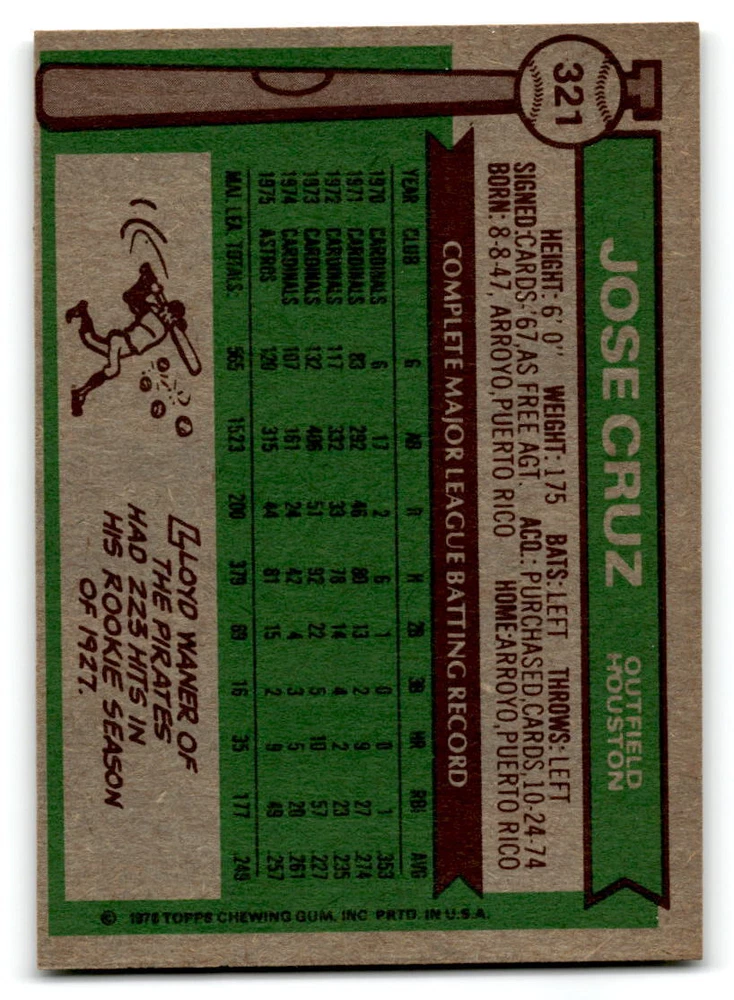 321
JOSE CRUZ
OUTFIELD
HOUSTON
HEIGHT: 6' 0" WEIGHT: 175 BATS: LEFT THROWS: LEFT
SIGNED: CARDS-'67, AS FREE AGT. ACQ.: PURCHASED, CARDS, 10-24-74
BORN: 8-8-47, ARROYO, PUERTO RICO HOME: ARROYO, PUERTO RICO
COMPLETE MAJOR LEAGUE BATTING RECORD
YEAR CLUB G AB R H 2B 3B HR RBI AVG
1970 CARDINALS 6 17 2 6 1 0 0 1 .353
1971 CARDINALS 83 292 46 80 13 2 9 27 .274
1972 CARDINALS 117 332 33 78 14 4 2 23 .235
1973 CARDINALS 132 406 51 92 22 5 10 57 .227
1974 CARDINALS 107 161 24 42 4 3 5 20 .261
1975 ASTROS 120 315 44 81 15 2 9 49 .257
MAJ. LEA. TOTALS: 565 1523 200 379 69 16 35 177 .249
LLOYD WANER OF
THE PIRATES
HAD 223 HITS IN
HIS ROOKIE SEASON
OF 1927.
© 1976 TOPPS CHEWING GUM, INC. PRTD. IN U.S.A.